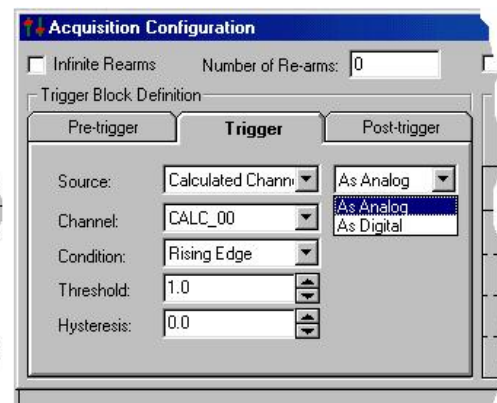 Acquisition Configuration
Infinite Rearms Number of Re-arms: 0
Trigger Block Definition
Pre-trigger Trigger Post-trigger
Source: Calculated Chann As Analog
As Analog
As Digital
Channel: CALC_00
Condition: Rising Edge
Threshold: 1.0
Hysteresis: 0.0